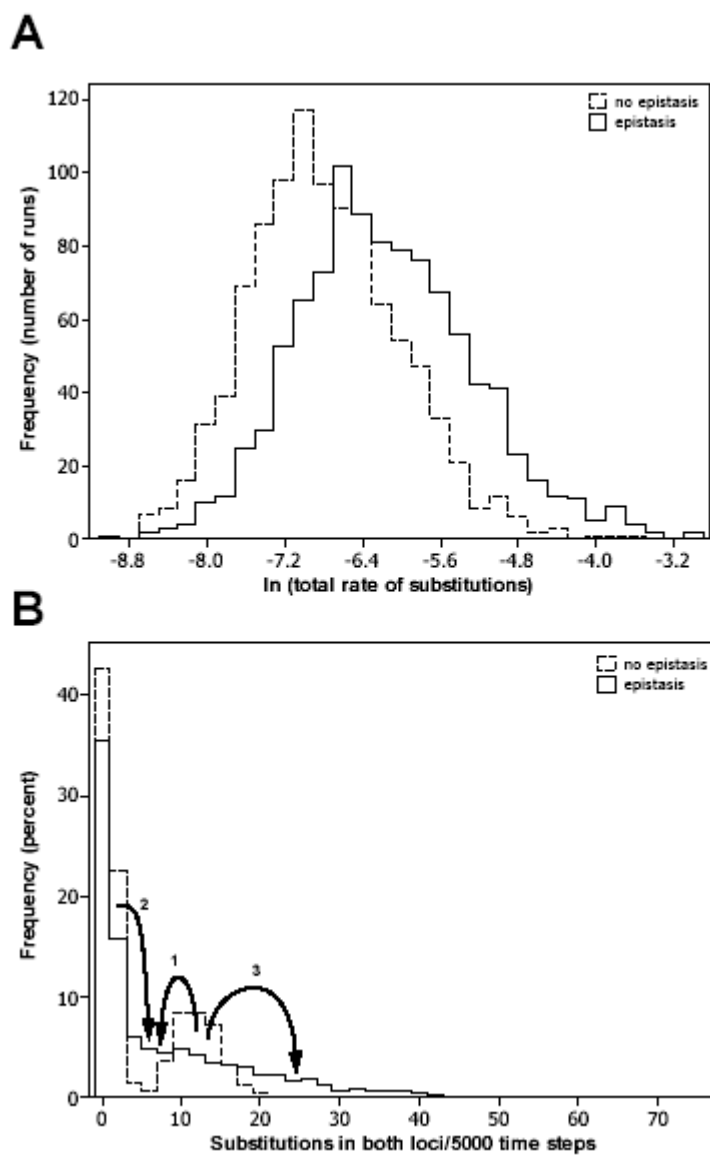 A
no epistasis
epistasis
Frequency (number of runs)
120
100
80
60
40
20
0
-8.8 -8.0 -7.2 -6.4 -5.6 -4.8 -4.0 -3.2
ln (total rate of substitutions)
B
no epistasis
epistasis
Frequency (percent)
40
30
20
10
0
2
1
3
0 10 20 30 40 50 60 70
Substitutions in both loci/5000 time steps